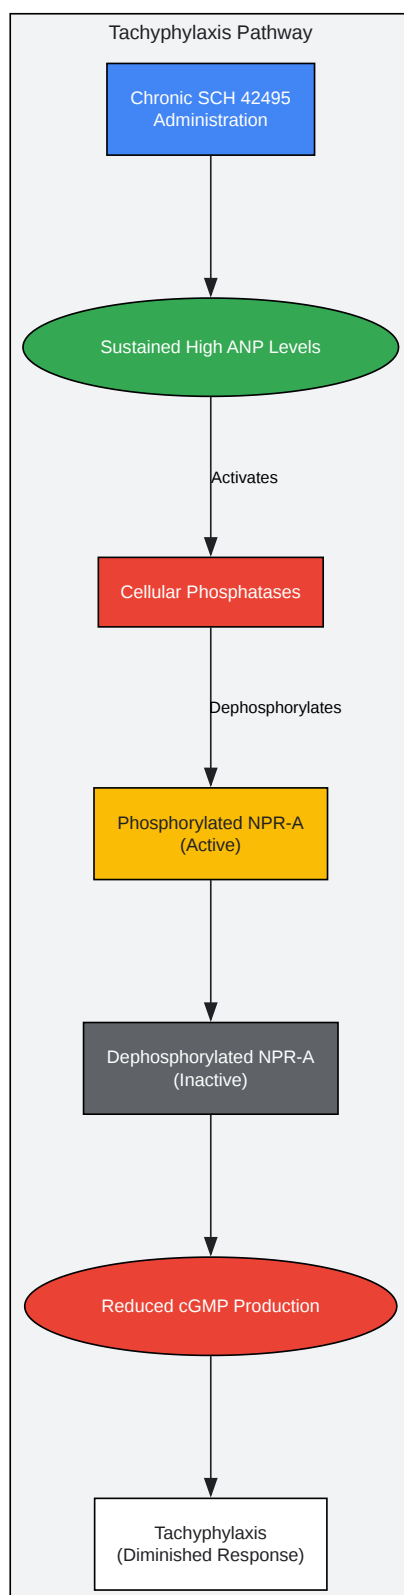 Tachyphylaxis Pathway
Chronic SCH 42495
Administration
Sustained High ANP Levels
Activates
Cellular Phosphatases
Dephosphorylates
Phosphorylated NPR-A
(Active)
Dephosphorylated NPR-A
(Inactive)
Reduced cGMP Production
Tachyphylaxis
(Diminished Response)